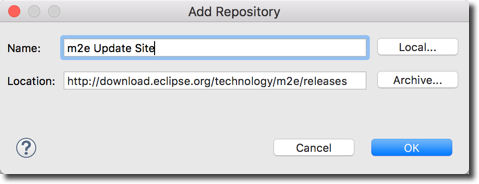 Add Repository
Name: m2e Update Site Local...
Location: http://download.eclipse.org/technology/m2e/releases Archive...
? Cancel OK